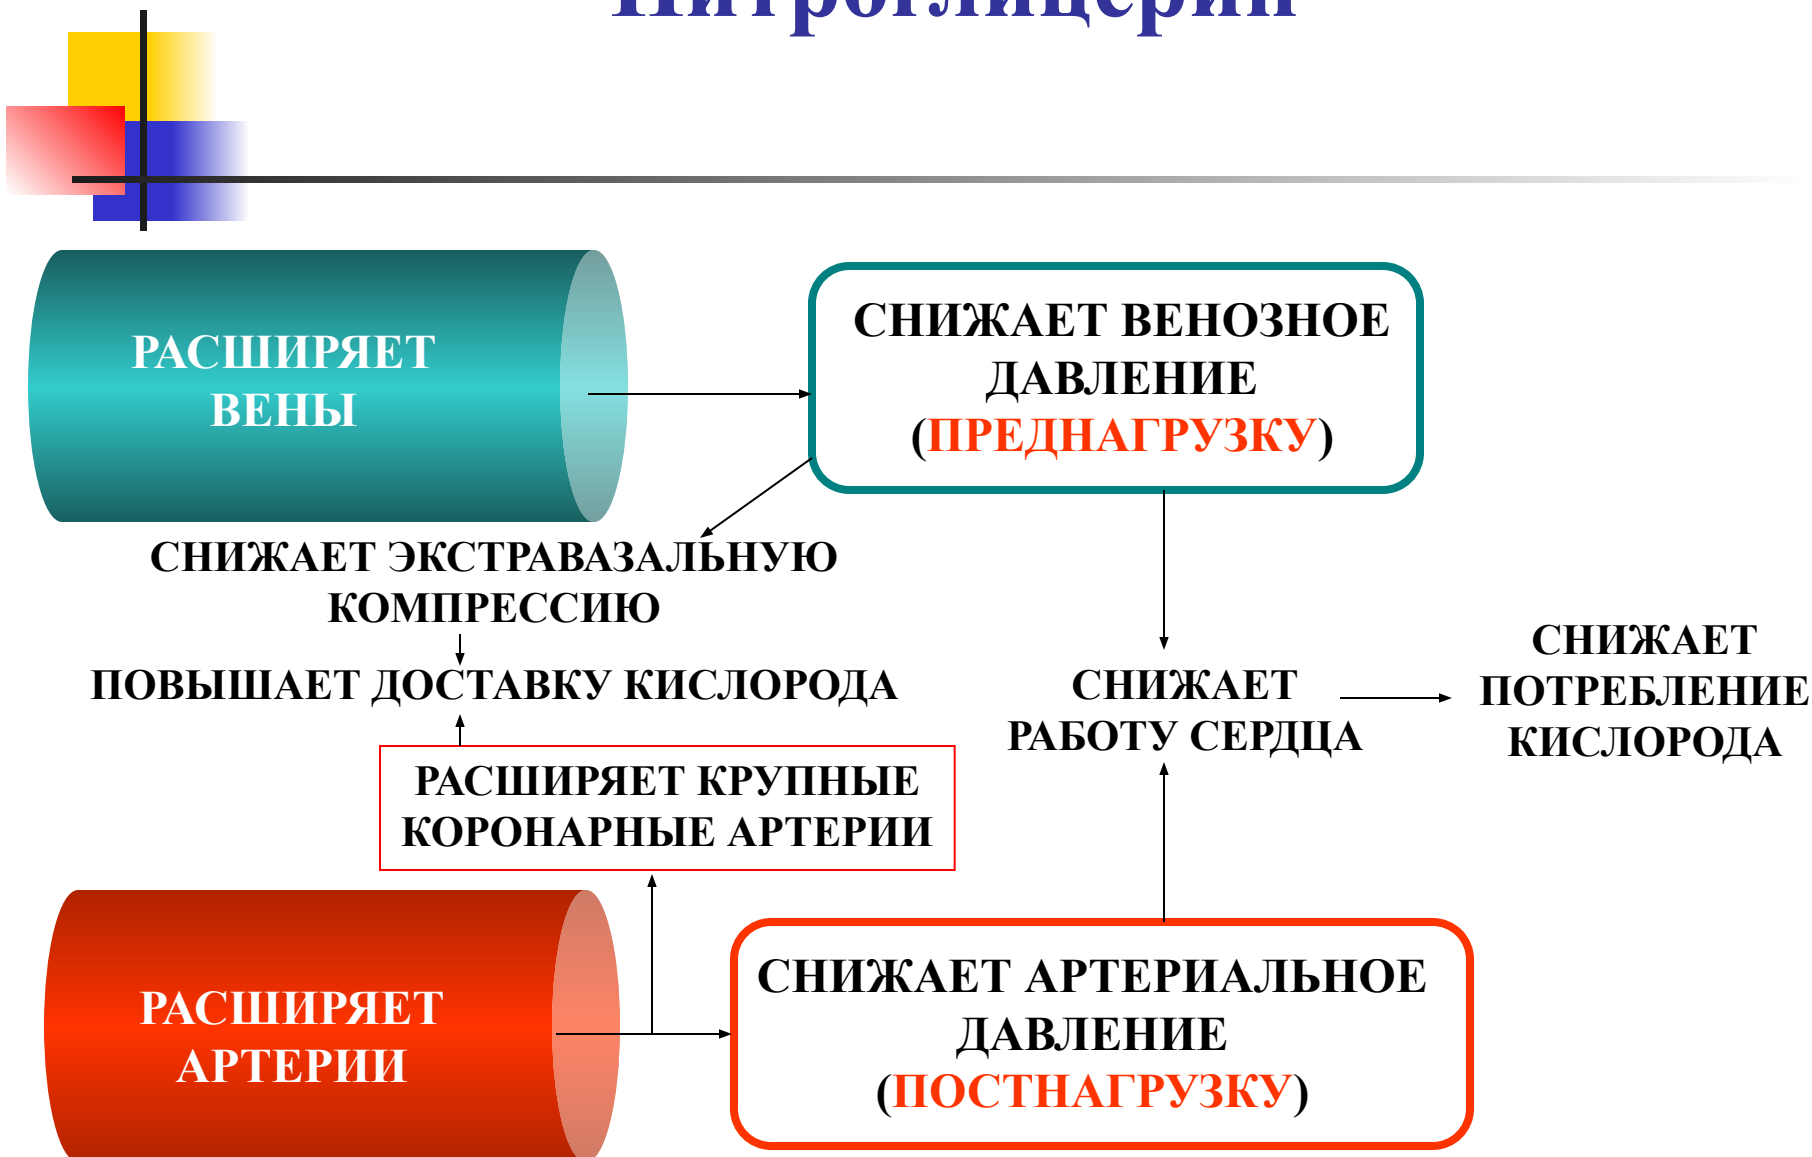 Нитроглицерин
РАСШИРЯЕТ
ВЕНЫ
СНИЖАЕТ ВЕНОЗНОЕ
ДАВЛЕНИЕ
(ПРЕДНАГРУЗКУ)
СНИЖАЕТ ЭКСТРАВАЗАЛЬНУЮ
КОМПРЕССИЮ
ПОВЫШАЕТ ДОСТАВКУ КИСЛОРОДА
СНИЖАЕТ
РАБОТУ СЕРДЦА
СНИЖАЕТ
ПОТРЕБЛЕНИЕ
КИСЛОРОДА
РАСШИРЯЕТ КРУПНЫЕ
КОРОНАРНЫЕ АРТЕРИИ
РАСШИРЯЕТ
АРТЕРИИ
СНИЖАЕТ АРТЕРИАЛЬНОЕ
ДАВЛЕНИЕ
(ПОСТНАГРУЗКУ)